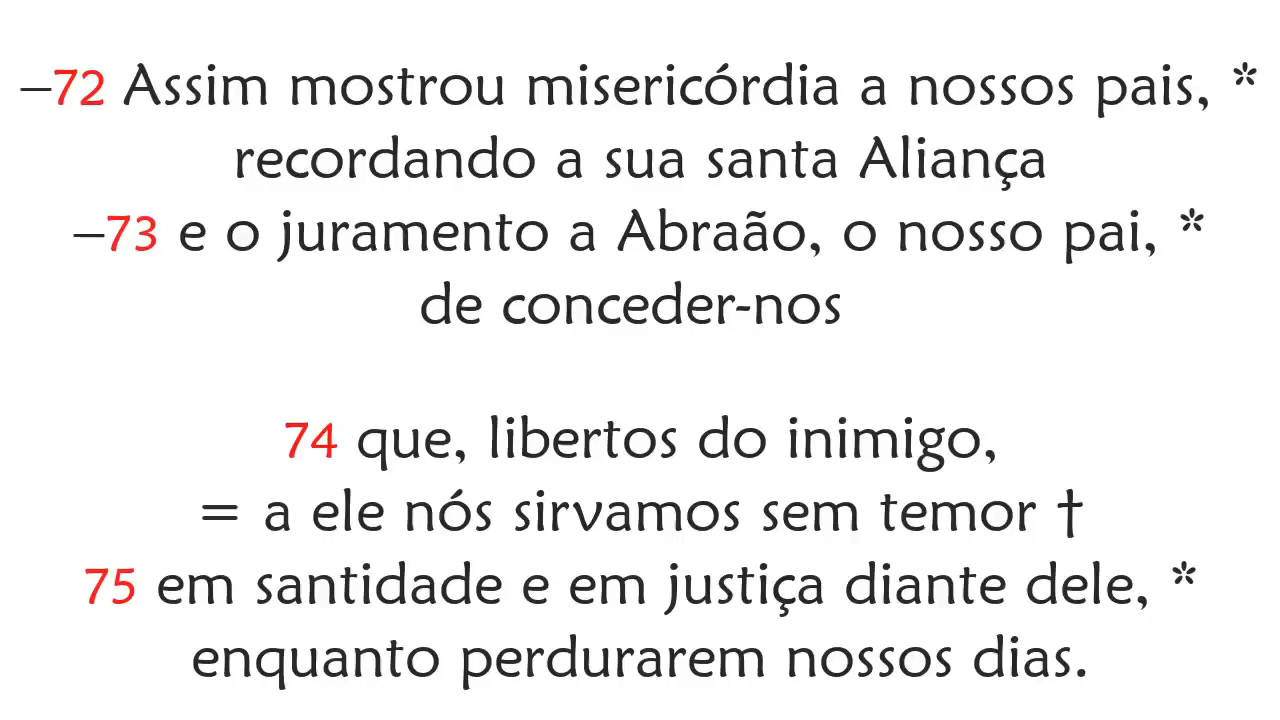 –72 Assim mostrou misericórdia a nossos pais, *
recordando a sua santa Aliança
–73 e o juramento a Abraão, o nosso pai, *
de conceder-nos
74 que, libertos do inimigo,
= a ele nós sirvamos sem temor †
75 em santidade e em justiça diante dele, *
enquanto perdurarem nossos dias.